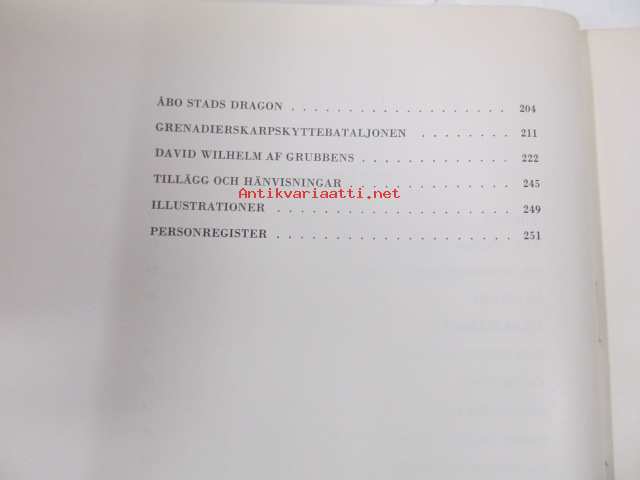 ÅBO STADS DRAGON . . . . . . . . . . . . . . . . . . . . 204
GRENADIERSKARPSKYTTEBATALJONEN . . . . . . . . 211
DAVID WILHELM AF GRUBBENS . . . . . . . . . . . . . 222
TILLÄGG OCH HÄNVISNINGAR . . . . . . . . . . . . . . 245
Antikvariaatti.net
ILLUSTRATIONER . . . . . . . . . . . . . . . . . . . . . 249
PERSONREGISTER . . . . . . . . . . . . . . . . . . . . . 251